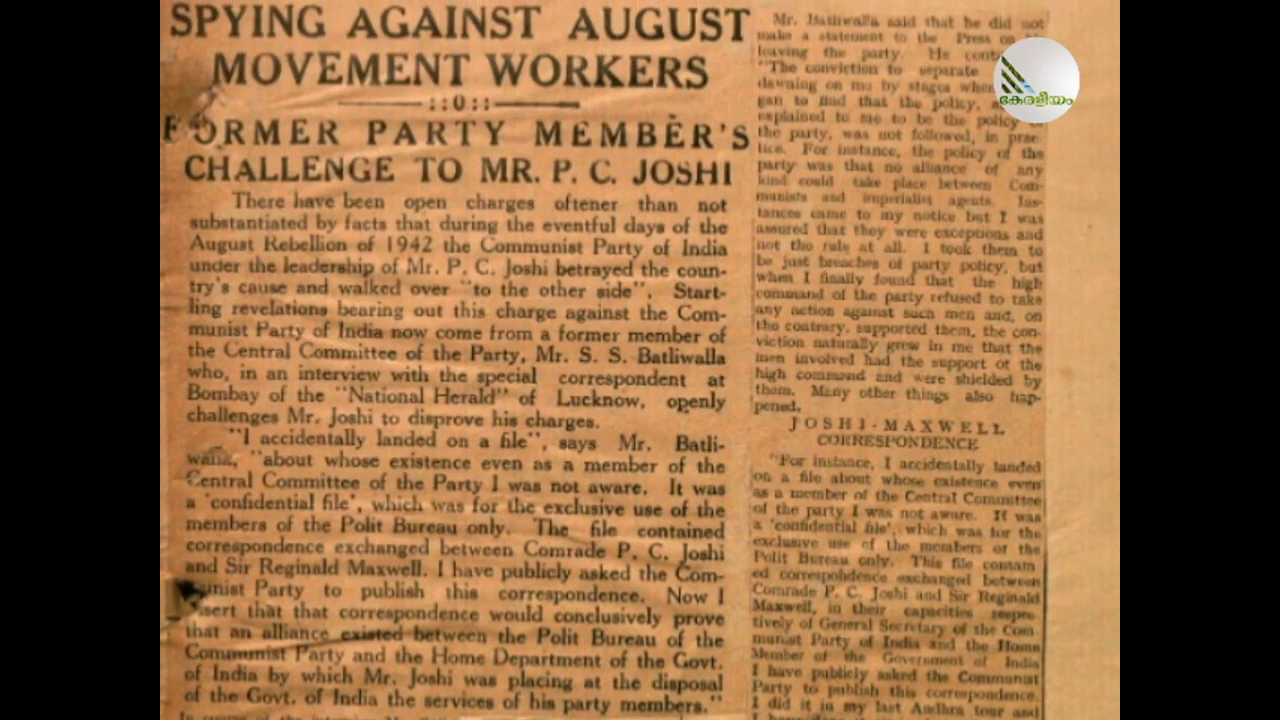 SPYING AGAINST AUGUST
MOVEMENT WORKERS
::0::
FORMER PARTY MEMBER'S
CHALLENGE TO MR. P. C. JOSHI
There have been open charges oftener than not
substantiated by facts that during the eventful days of the
August Rebellion of 1942 the Communist Party of India
under the leadership of Mr. P. C. Joshi betrayed the coun-
try's cause and walked over "to the other side". Start-
ling revelations bearing out this charge against the Com-
munist Party of India now come from a former member of
the Central Committee of the Party, Mr. S. S. Batliwalla
who, in an interview with the special correspondent at
Bombay of the "National Herald" of Lucknow, openly
challenges Mr. Joshi to disprove his charges.
"I accidentally landed on a file", says Mr. Batli-
walla, "about whose existence even as a member of the
Central Committee of the Party I was not aware. It was
a 'confidential file', which was for the exclusive use of the
members of the Polit Bureau only. The file contained
correspondence exchanged between Comrade P. C. Joshi
and Sir Reginald Maxwell. I have publicly asked the Com-
munist Party to publish this correspondence. Now I
assert that that correspondence would conclusively prove
that an alliance existed between the Polit Bureau of the
Communist Party and the Home Department of the Govt.
of India by which Mr. Joshi was placing at the disposal
of the Govt. of India the services of his party members."
Mr. Batliwalla said that he did not
make a statement to the Press on
leaving the party. He
"The conviction to separate
dawning on me by stages
gan to find that the policy,
explained to me to be the policy
the party, was not followed, in prac-
tice. For instance, the policy of the
party was that no alliance of any
kind could take place between Com-
munists and imperialist agents. Ins-
tances came to my notice but I was
assured that they were exceptions and
not the rule at all. I took them to
be just breaches of party policy, but
when I finally found that the high
command of the party refused to take
any action against such men and, on
the contrary, supported them, the con-
viction naturally grew in me that the
men involved had the support of the
high command and were shielded by
them. Many other things also hap-
pened.
JOSHI-MAXWELL
CORRESPONDENCE
"For instance, I accidentally landed
on a file about whose existence even
as a member of the Central Committee
of the party I was not aware. It was
a 'confidential file', which was for the
exclusive use of the members of the
Polit Bureau only. This file contain
ed correspondence exchanged between
Comrade P. C. Joshi and Sir Reginald
Maxwell, in their capacities respec-
tively of General Secretary of the Com-
munist Party of India and the Home
Member of the Government of India
I have publicly asked the Communist
Party to publish this correspondence.
I did it in my last Andhra tour and
കേരളീയം